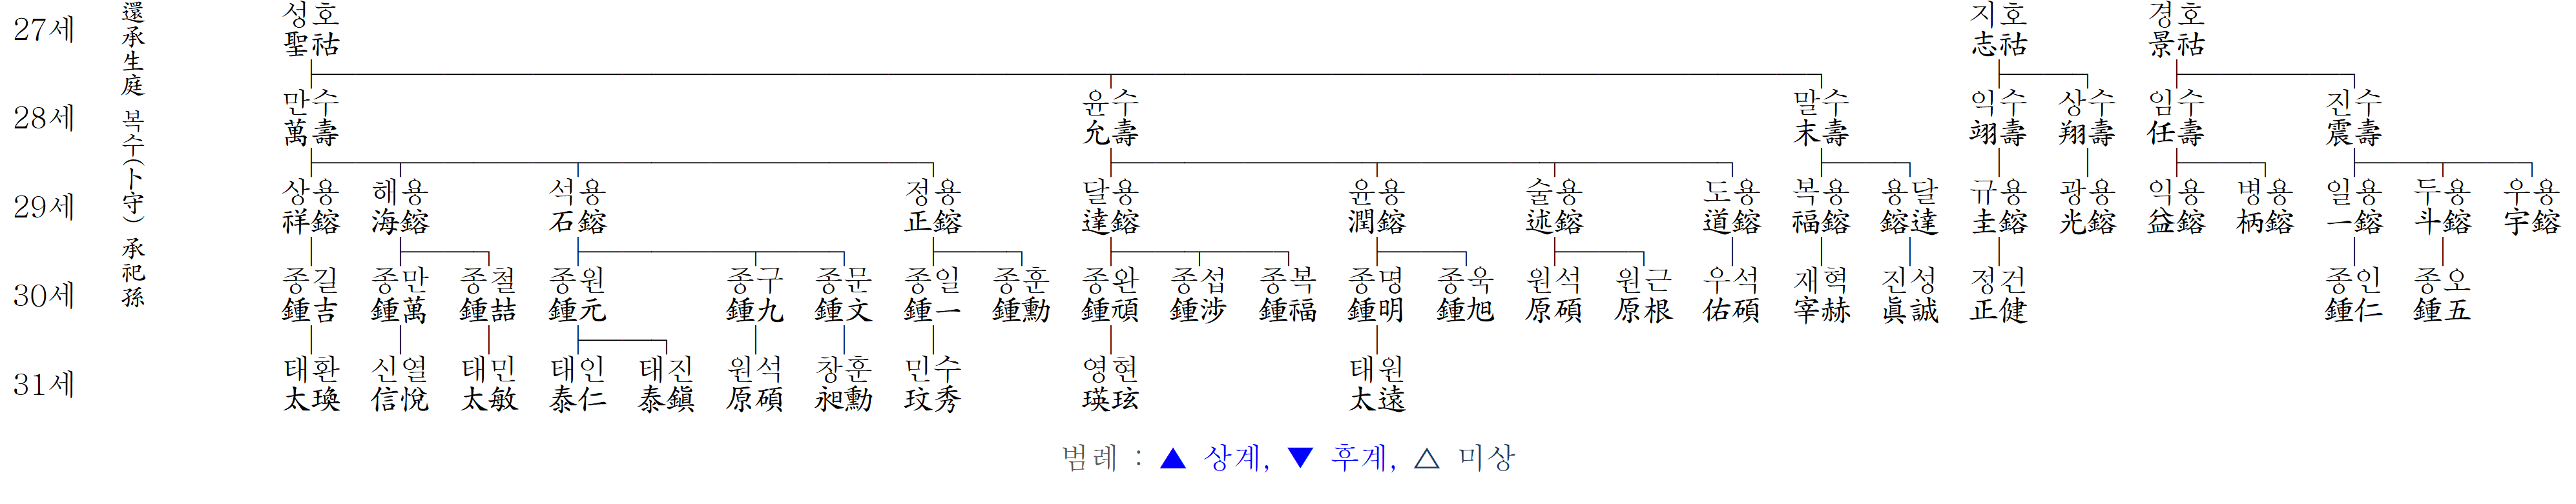 27세
성호 지호 경호
聖祜 志祜 景祜
還承生庭 복수(卜守) 承祀孫
28세
만수 윤수 말수 익수 상수 임수 진수
萬壽 允壽 末壽 翊壽 翔壽 任壽 震壽
29세
상용 해용 석용 정용 달용 윤용 술용 도용 복용 용달 규용 광용 익용 병용 일용 두용 우용
祥鎔 海鎔 石鎔 正鎔 達鎔 潤鎔 述鎔 道鎔 福鎔 鎔達 圭鎔 光鎔 益鎔 柄鎔 一鎔 斗鎔 宇鎔
30세
종길 종만 종철 종원 종구 종문 종일 종훈 종완 종섭 종복 종명 종욱 원석 원근 우석 재혁 진성 정건 종인 종오
鍾吉 鍾萬 鍾喆 鍾元 鍾九 鍾文 鍾一 鍾勳 鍾頑 鍾涉 鍾福 鍾明 鍾旭 原碩 原根 佑碩 宰赫 眞誠 正健 鍾仁 鍾五
31세
태환 신열 태민 태인 태진 원석 창훈 민수 영현 태원
太瑍 信悅 太敏 泰仁 泰鎭 原碩 昶勳 玟秀 瑛玹 太遠
범례 : ▲ 상계, ▼ 후계, △ 미상